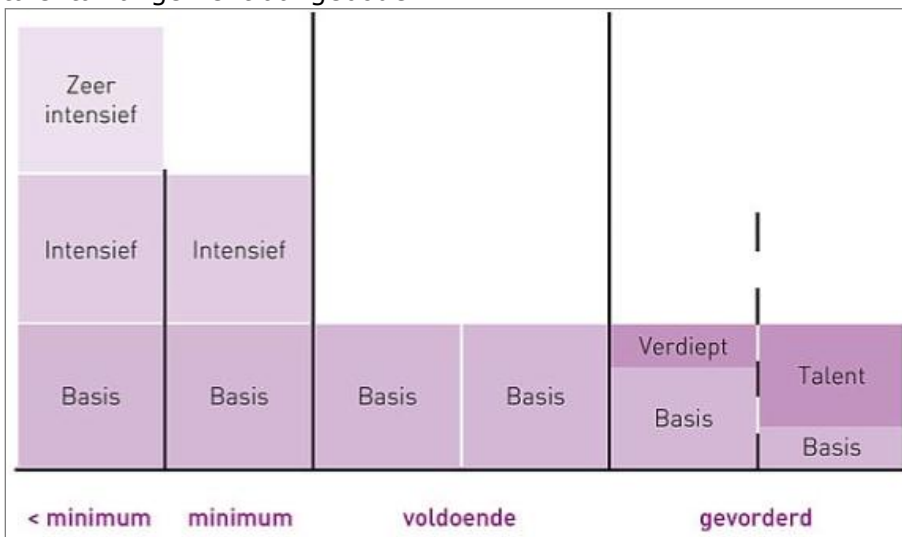 Zeer
intensief
Intensief
Intensief
Basis
Basis
Basis
Basis
Verdiept
Basis
Talent
Basis
< minimum
minimum
voldoende
gevorderd